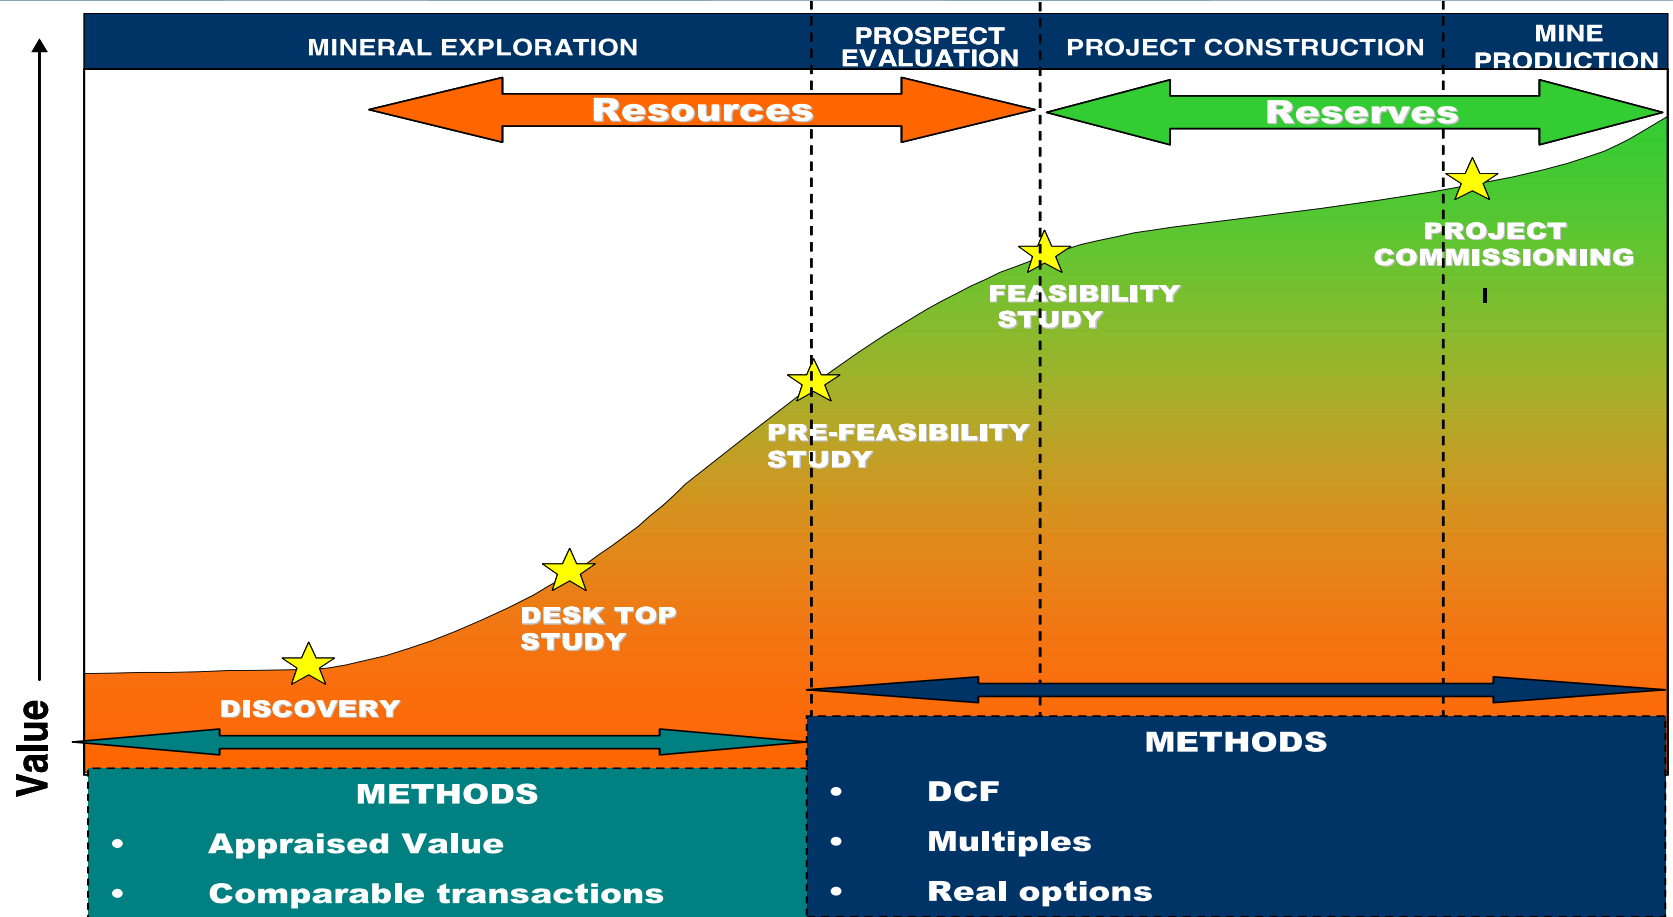 MINERAL EXPLORATION
PROSPECT
EVALUATION
PROJECT CONSTRUCTION
MINE
PRODUCTION
Resources
Reserves
PROJECT
COMMISSIONING
FEASIBILITY
STUDY
PRE-FEASIBILITY
STUDY
DESK TOP
STUDY
DISCOVERY
Value
METHODS
• Appraised Value
• Comparable transactions
METHODS
• DCF
• Multiples
• Real options